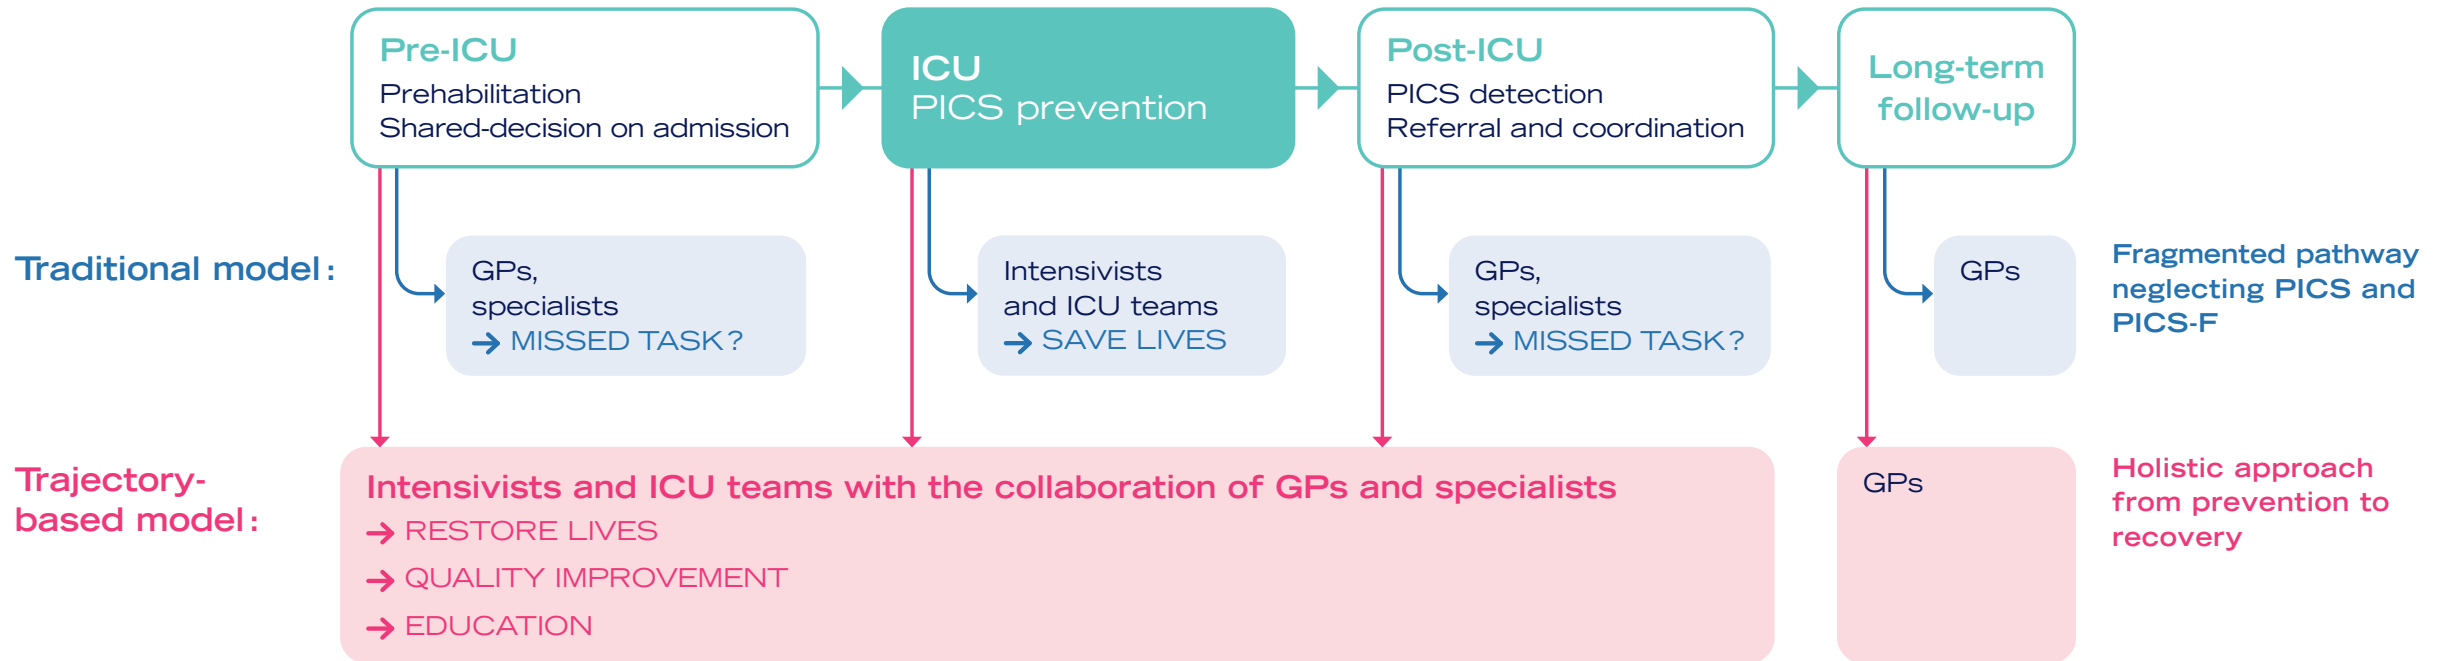 Pre-ICU
Prehabilitation
Shared-decision on admission
ICU
PICS prevention
Post-ICU
PICS detection
Referral and coordination
Long-term
follow-up
Traditional model:
GPs,
specialists
→ MISSED TASK?
Intensivists
and ICU teams
→ SAVE LIVES
GPs,
specialists
→ MISSED TASK?
GPs
Fragmented pathway
neglecting PICS and
PICS-F
Trajectory-
based model:
Intensivists and ICU teams with the collaboration of GPs and specialists
→ RESTORE LIVES
→ QUALITY IMPROVEMENT
→ EDUCATION
GPs
Holistic approach
from prevention to
recovery